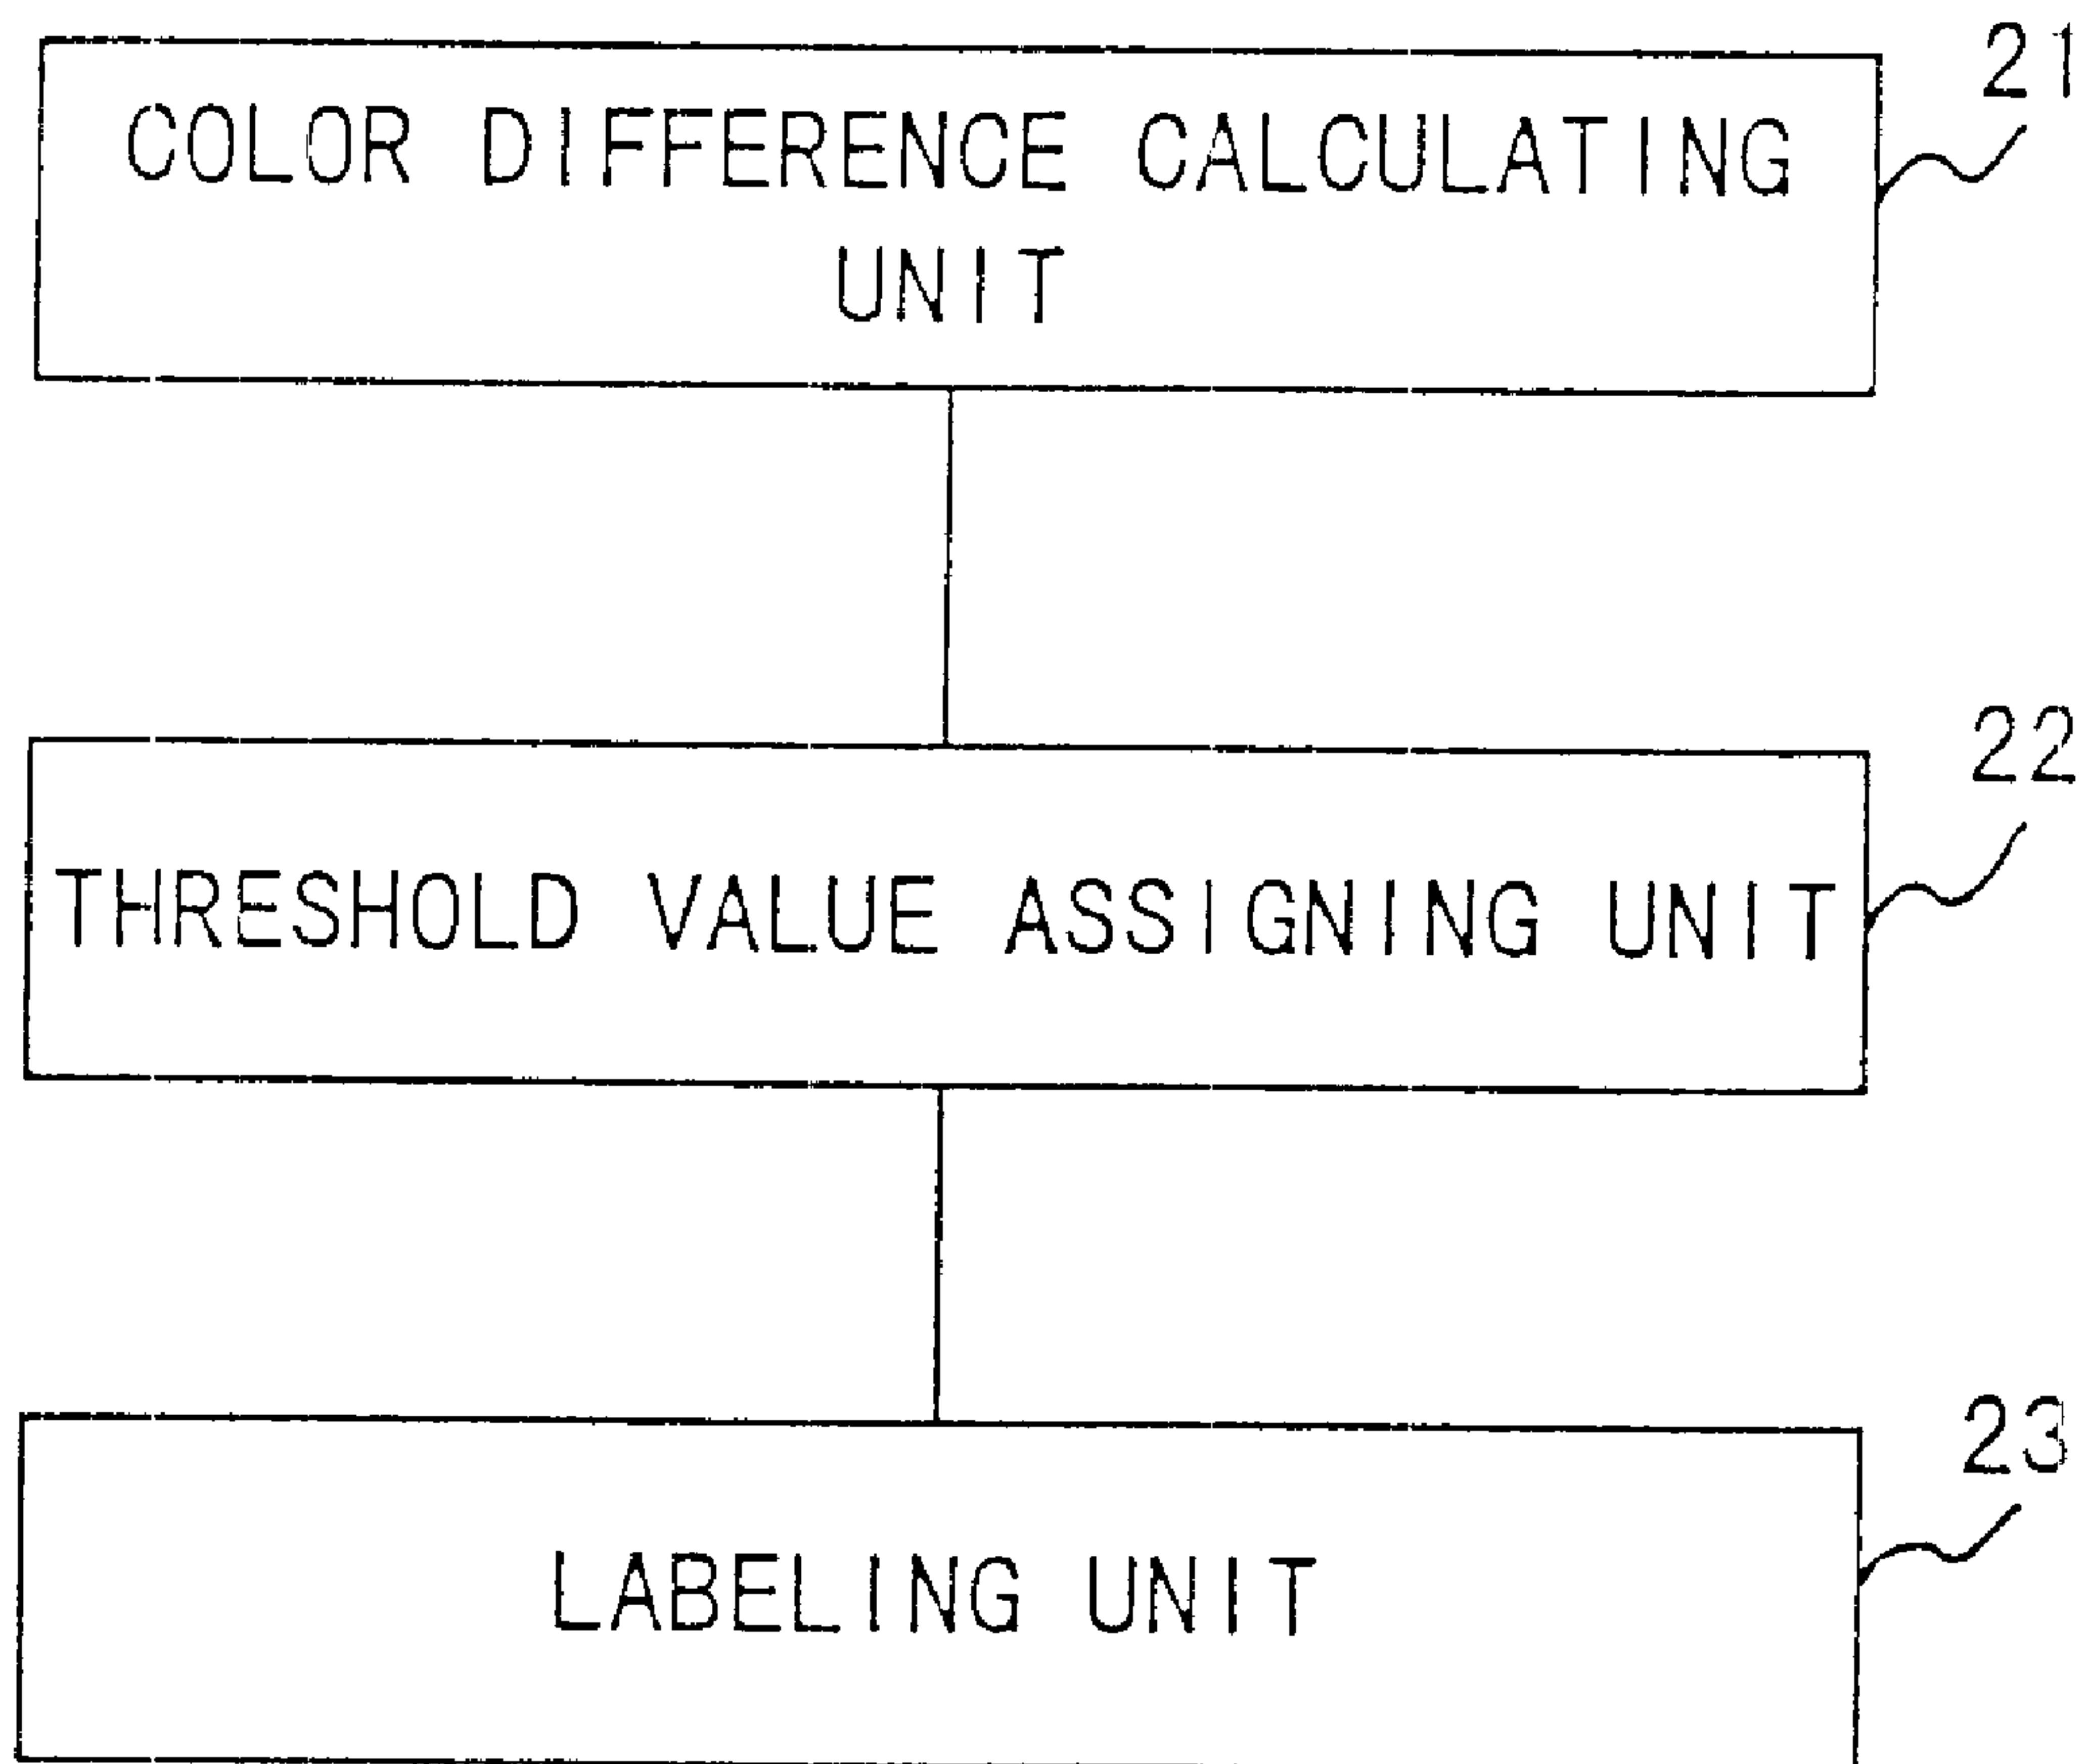 21
COLOR DIFFERENCE CALCULATING
UNIT
22
THRESHOLD VALUE ASSIGNING UNIT
23
LABELING UNIT